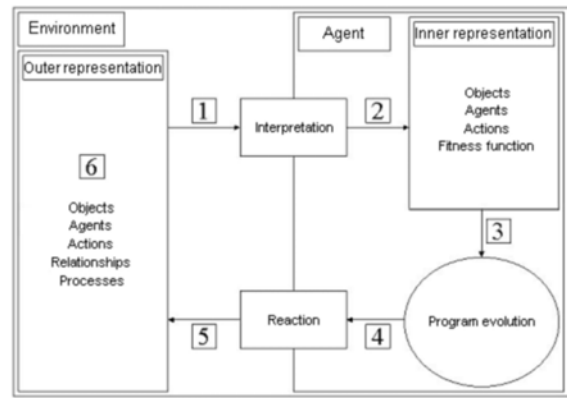 Environment
Agent
Inner representation
Outer representation
1
Interpretation
2
Objects
Agents
Actions
Fitness function
6
Objects
Agents
Actions
Relationships
Processes
3
5
Reaction
4
Program evolution